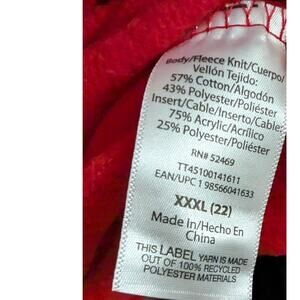 Body/Fleece Knit/Cuerpo/
Vellón Tejido:
57% Cotton/Algodón
43% Polyester/Poliéster
Insert/Cable/Inserto/Cable:
75% Acrylic/Acrílico
25% Polyester/Poliéster
RN# 52469
TT45100141611
EAN/UPC 1 98566041633
XXXL (22)
Made In/Hecho En
China
THIS LABEL YARN IS MADE
OUT OF 100% RECYCLED
POLYESTER MATERIALS